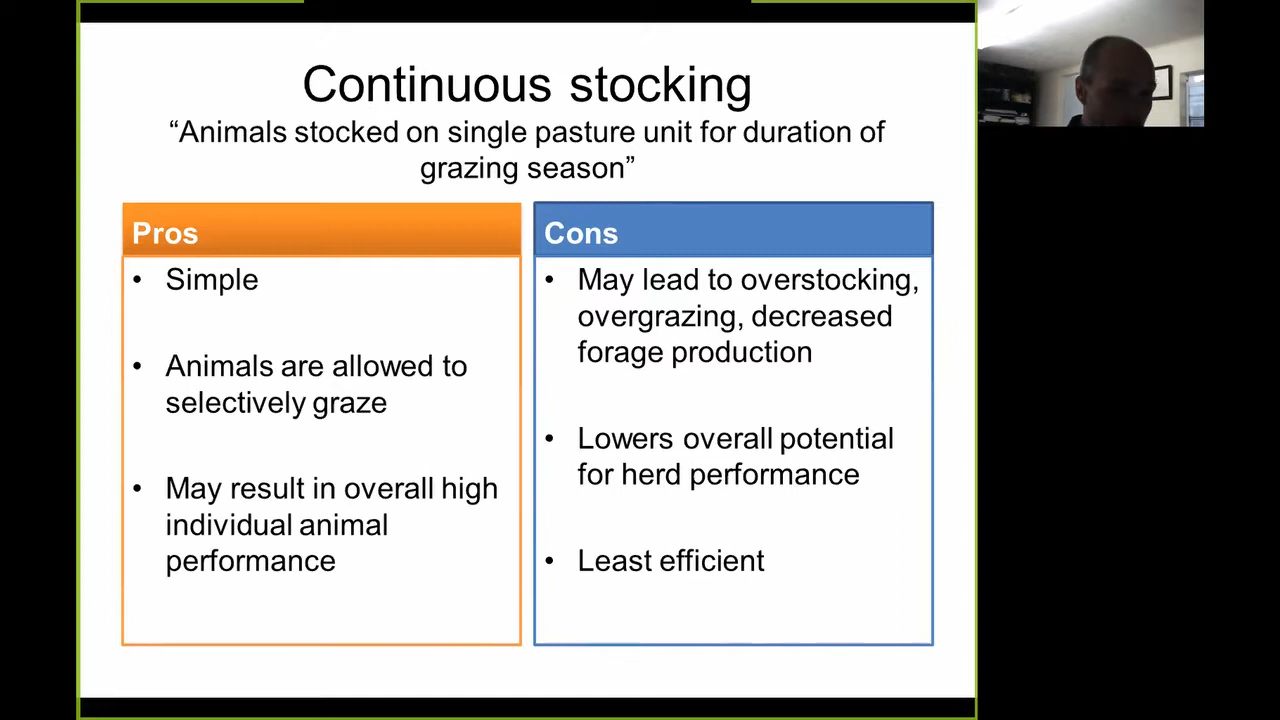 Continuous stocking
“Animals stocked on single pasture unit for duration of
grazing season”
Pros
• Simple
• Animals are allowed to
selectively graze
• May result in overall high
individual animal
performance
Cons
• May lead to overstocking,
overgrazing, decreased
forage production
• Lowers overall potential
for herd performance
• Least efficient